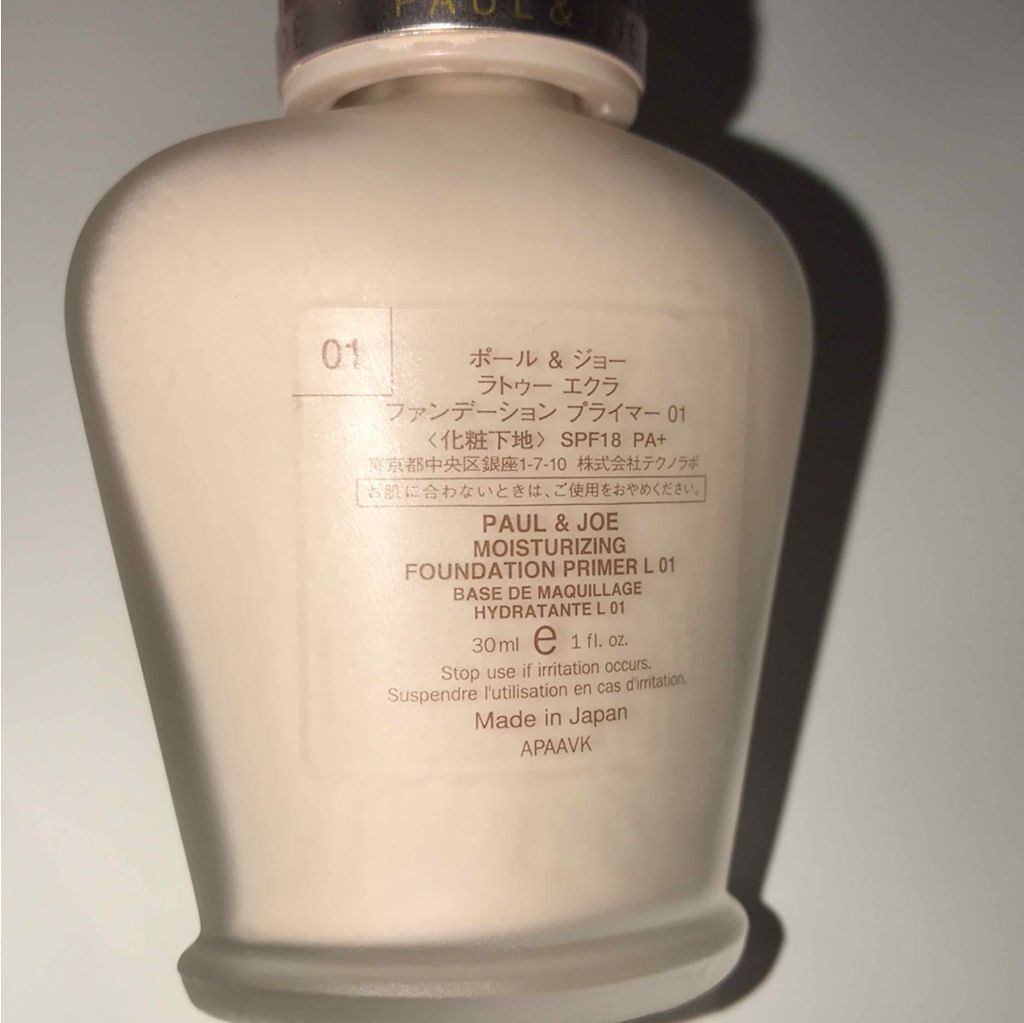 PAUL &
01
ポール & ジョー
ラトゥー エクラ
ファンデーション プライマー 01
〈化粧下地〉 SPF18 PA+
東京都中央区銀座1-7-10 株式会社テクノラボ
お肌に合わないときは、ご使用をおやめください。
PAUL & JOE
MOISTURIZING
FOUNDATION PRIMER L 01
BASE DE MAQUILLAGE
HYDRATANTE L 01
30ml e 1 fl. oz.
Stop use if irritation occurs.
Suspendre l'utilisation en cas d'irritation.
Made in Japan
APAAVK